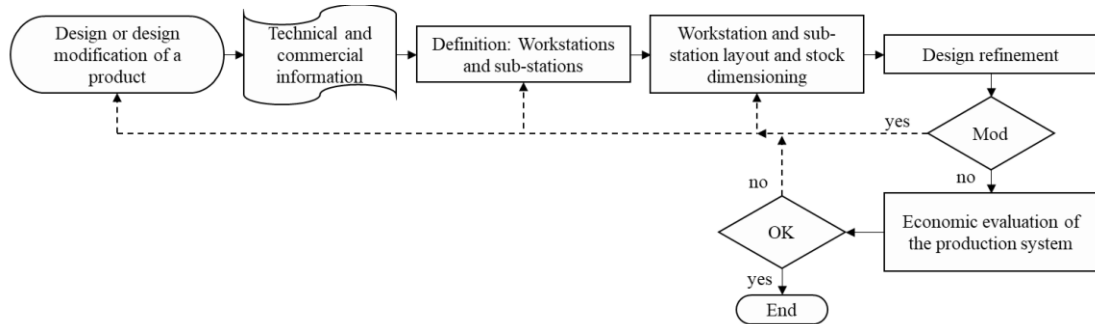 Design or design
modification of a
product
Technical and
commercial
information
Definition: Workstations
and sub-stations
Workstation and sub-
station layout and stock
dimensioning
Design refinement
yes
Mod
no
no
Economic evaluation of
the production system
OK
yes
End